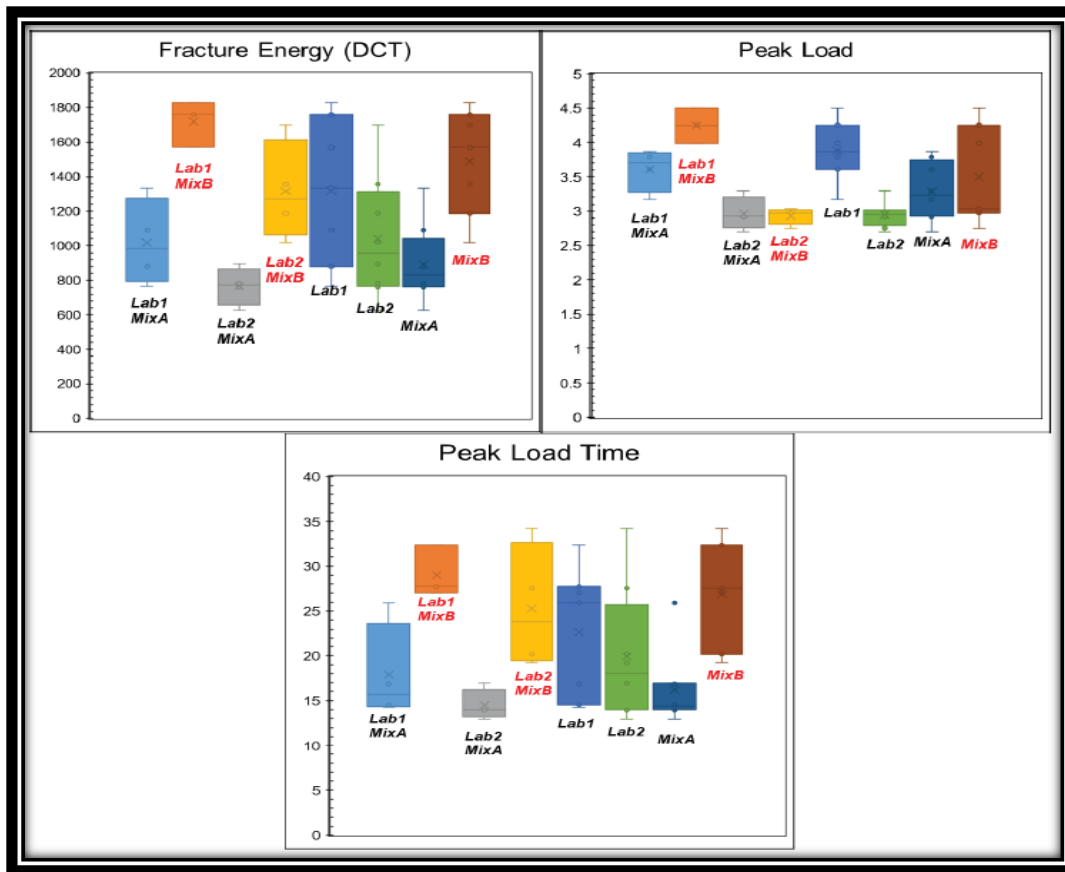 Fracture Energy (DCT)
2000
1800
1600
1400
1200
1000
800
600
400
200
0
Lab1
MixA
Lab1
MixB
Lab2
MixA
Lab2
MixB
Lab1
Lab2
MixA
MixB
Peak Load
5
4.5
4
3.5
3
2.5
2
1.5
1
0.5
0
Lab1
MixA
Lab1
MixB
Lab2
MixA
Lab2
MixB
Lab1
Lab2
MixA
MixB
Peak Load Time
40
35
30
25
20
15
10
5
0
Lab1
MixA
Lab1
MixB
Lab2
MixA
Lab2
MixB
Lab1
Lab2
MixA
MixB